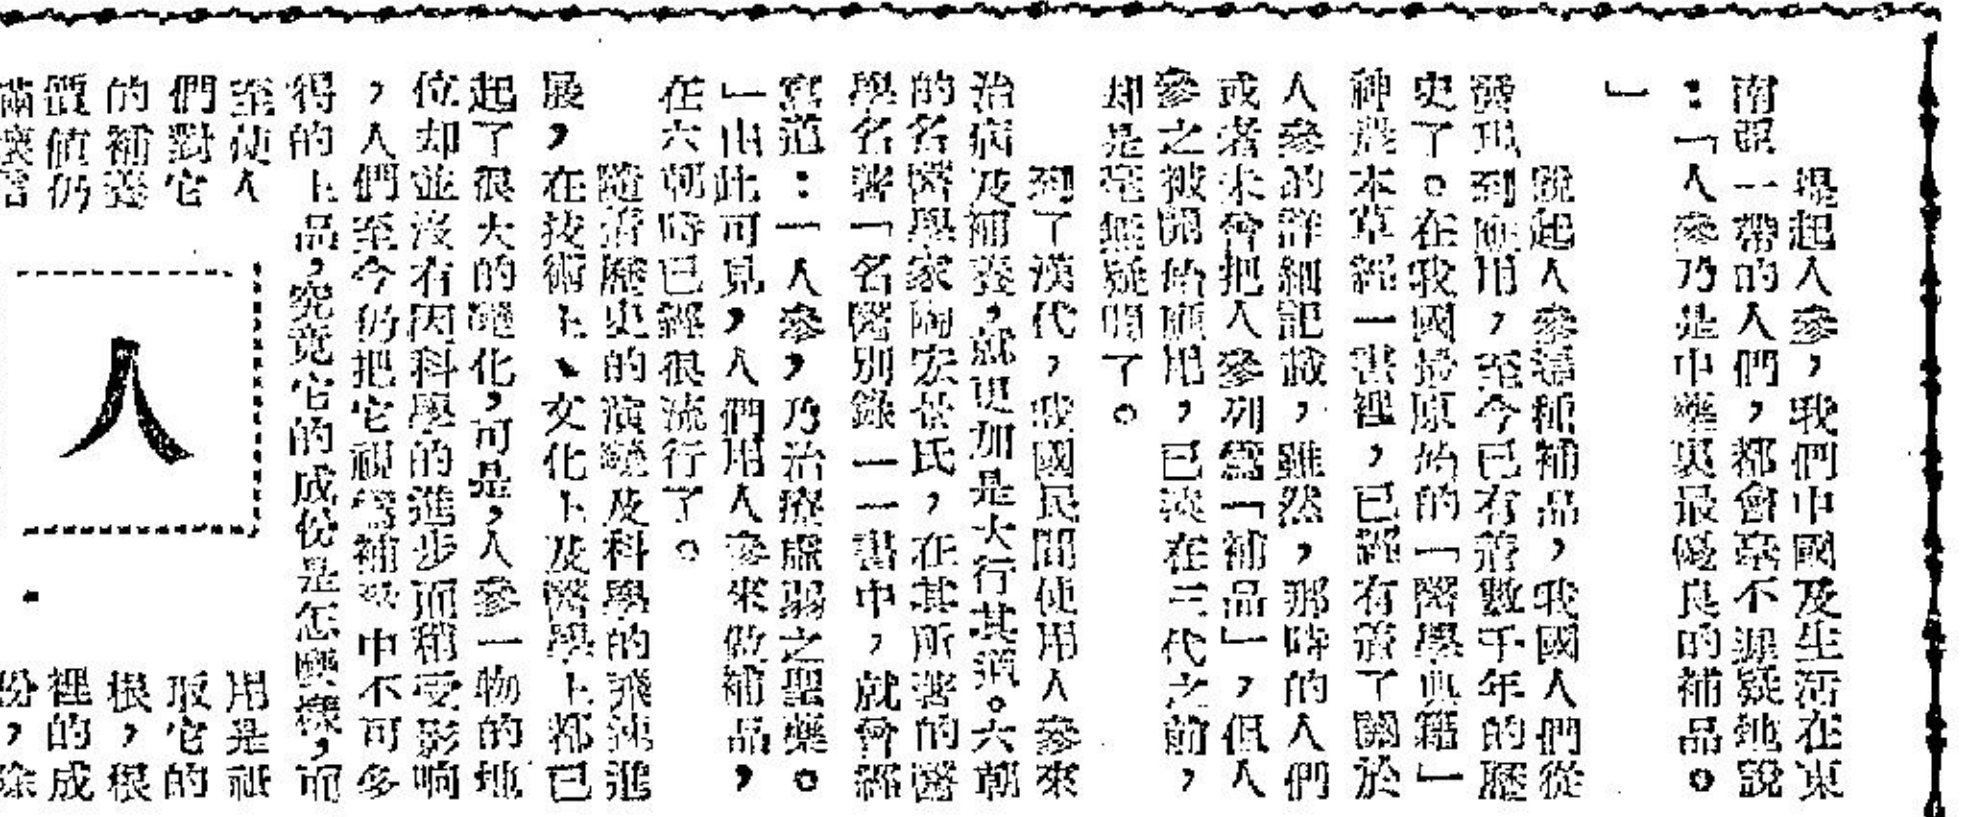 提起人參，我們中國及生活在東
南亞一帶的人們，都會毫不遲疑地說
：「人參乃是中藥裏最優良的補品。
」
說起人參這種補品，我國人們從
發現到應用，至今已有着數千年的歷
史了。在我國最原始的「醫學典籍」
神農本草經一書裡，已經有着了關於
人參的詳細記載，雖然，那時的人們
或者未曾把人參列為「補品」，但人
參之被開始應用，已遠在三代之前，
却是毫無疑問了。
到了漢代，我國民間使用人參來
治病及補養，就更加是大行其道。六朝
的名醫學家陶宏景氏，在其所著的醫
學名著「名醫別錄」一書中，就曾經
寫道：「人參，乃治療虛弱之聖藥。
」由此可見，人們用人參來做補品，
在六朝時已經很流行了。
隨着歷史的演變及科學的飛速進
展，在技術上、文化上及醫學上都已
起了很大的變化，可是，人參一物的地
位却並沒有因科學的進步而稍受影响
，人們至今仍把它視為補品中不可多
得的上品，究竟它的成份是怎麼樣，而
至使人
們對它
的補養
價值仍
人
用是祇
取它的
根，根
裡的成
份，除